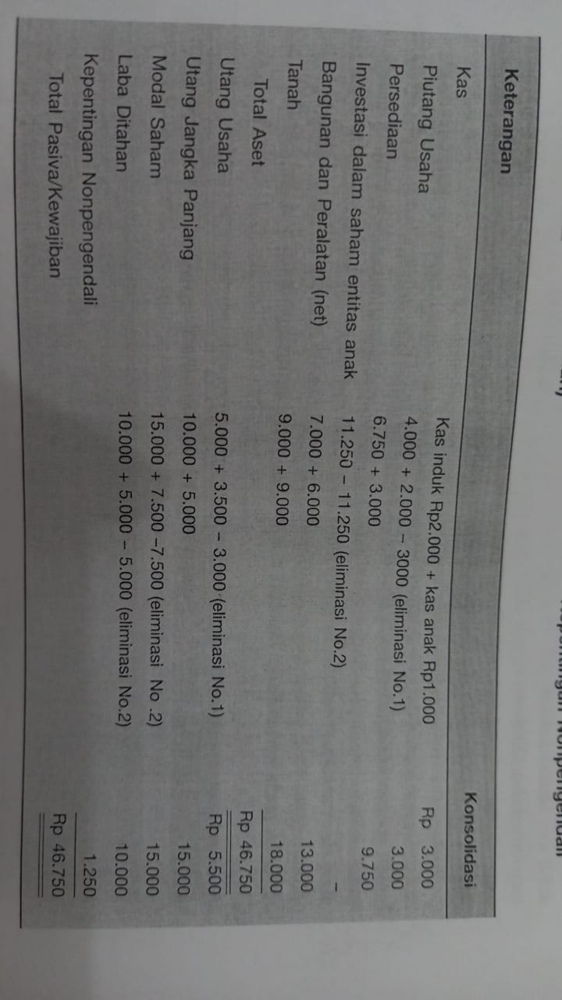 Keterangan Konsolidasi
Kas Kas induk Rp2.000 + kas anak Rp1.000 Rp 3.000
Piutang Usaha 4.000 + 2.000 – 3000 (eliminasi No.1) 3.000
Persediaan 6.750 + 3.000 9.750
Investasi dalam saham entitas anak 11.250 – 11.250 (eliminasi No.2) –
Bangunan dan Peralatan (net) 7.000 + 6.000 13.000
Tanah 9.000 + 9.000 18.000
Total Aset Rp 46.750
Utang Usaha 5.000 + 3.500 – 3.000 (eliminasi No.1) Rp 5.500
Utang Jangka Panjang 10.000 + 5.000 15.000
Modal Saham 15.000 + 7.500 –7.500 (eliminasi No .2) 15.000
Laba Ditahan 10.000 + 5.000 – 5.000 (eliminasi No.2) 10.000
Kepentingan Nonpengendali 1.250
Total Pasiva/Kewajiban Rp 46.750